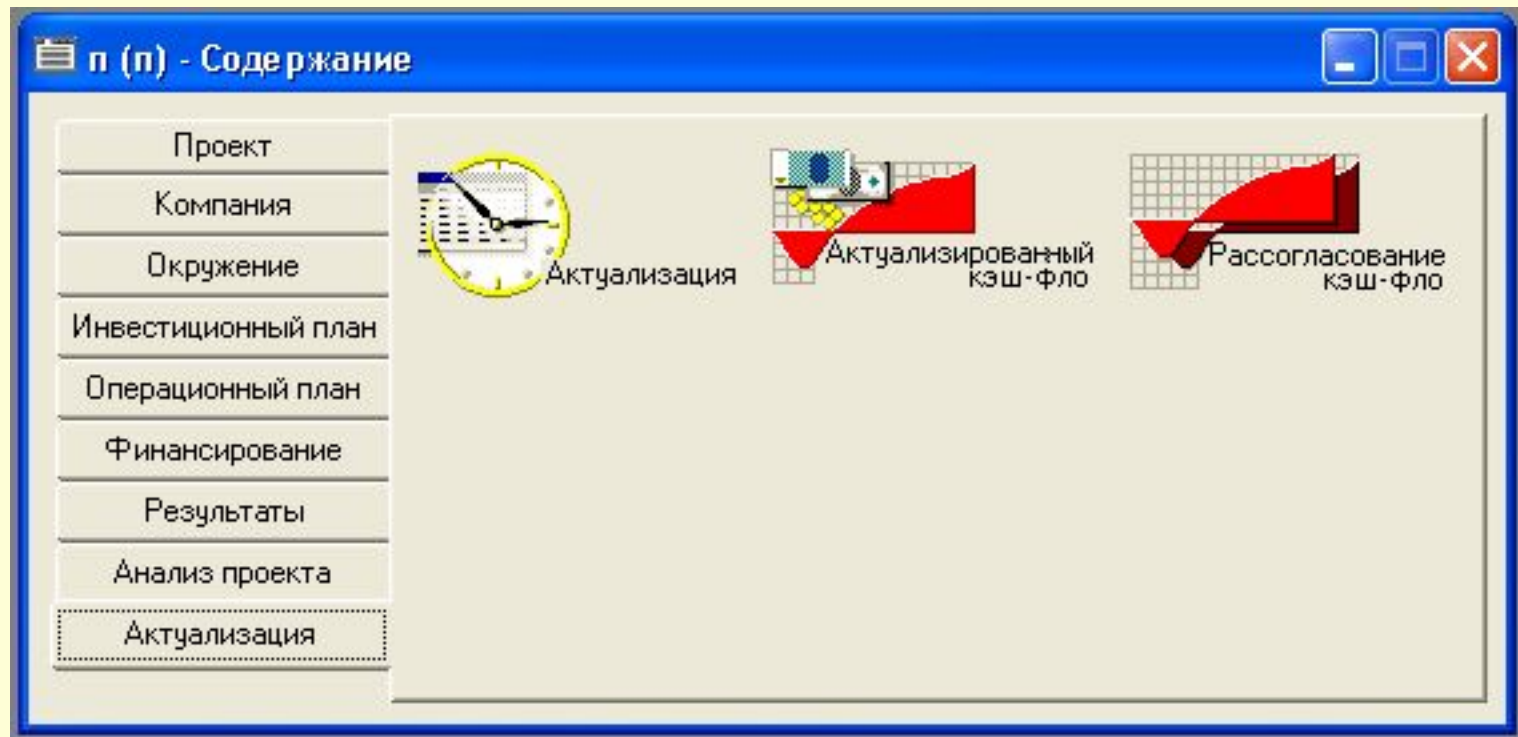 п (п) - Содержание
Проект
Компания
Окружение
Инвестиционный план
Операционный план
Финансирование
Результаты
Анализ проекта
Актуализация
Актуализация
Актуализированный
кэш-фло
Рассогласование
кэш-фло